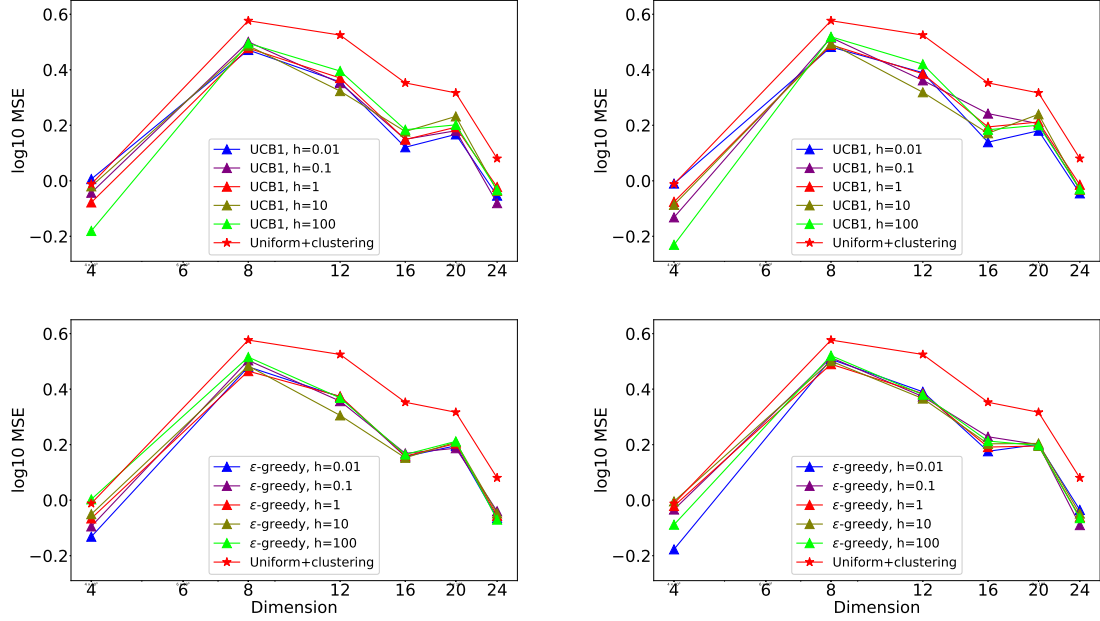 0.6
0.4
0.2
0.0
−0.2
log10 MSE
UCB1, h=0.01
UCB1, h=0.1
UCB1, h=1
UCB1, h=10
UCB1, h=100
Uniform+clustering
4 6 8 12 16 20 24
0.6
0.4
0.2
0.0
−0.2
log10 MSE
UCB1, h=0.01
UCB1, h=0.1
UCB1, h=1
UCB1, h=10
UCB1, h=100
Uniform+clustering
4 6 8 12 16 20 24
0.6
0.4
0.2
0.0
−0.2
log10 MSE
ε-greedy, h=0.01
ε-greedy, h=0.1
ε-greedy, h=1
ε-greedy, h=10
ε-greedy, h=100
Uniform+clustering
4 6 8 12 16 20 24
Dimension
0.6
0.4
0.2
0.0
−0.2
log10 MSE
ε-greedy, h=0.01
ε-greedy, h=0.1
ε-greedy, h=1
ε-greedy, h=10
ε-greedy, h=100
Uniform+clustering
4 6 8 12 16 20 24
Dimension